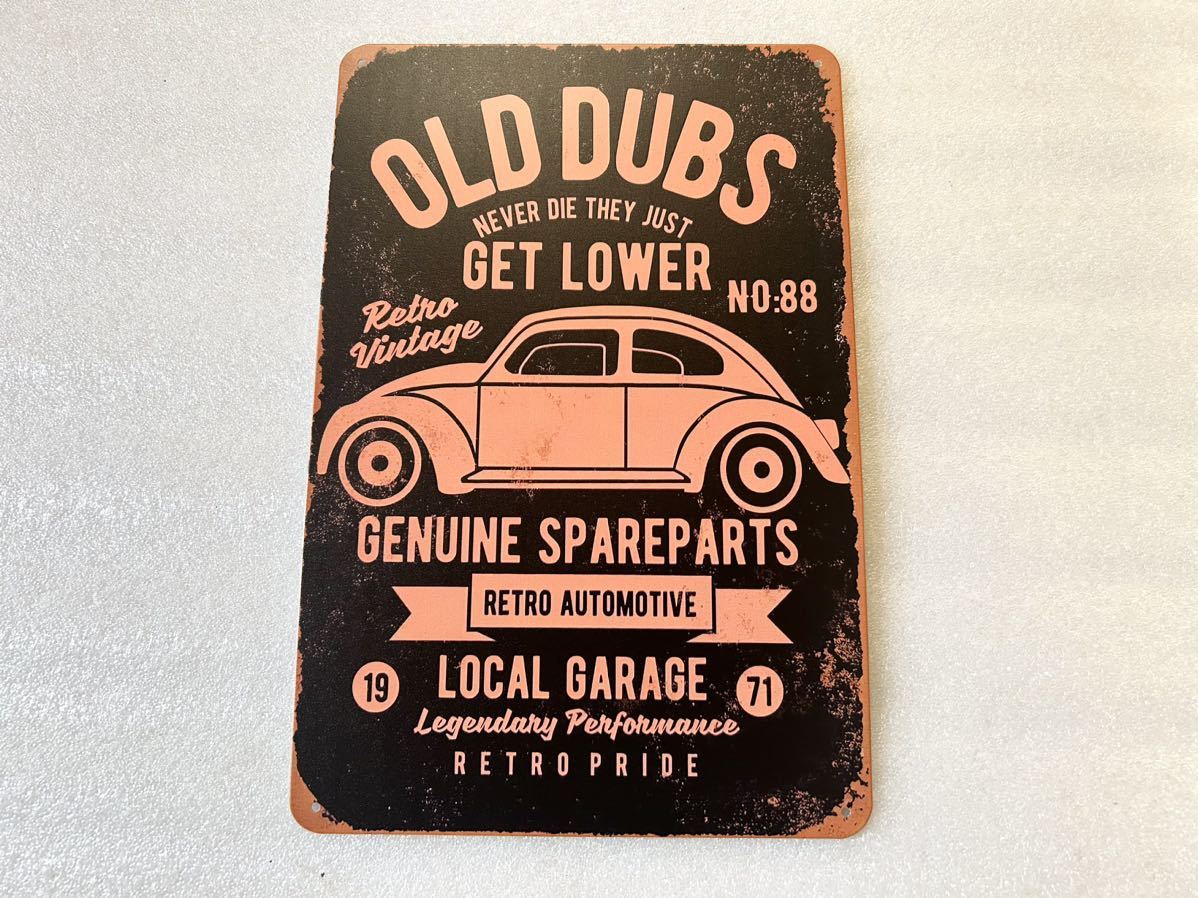 OLD DUBS
NEVER DIE THEY JUST
GET LOWER
NO:88
Retro
Vintage
GENUINE SPAREPARTS
RETRO AUTOMOTIVE
19 LOCAL GARAGE 71
Legendary Performance
RETRO PRIDE